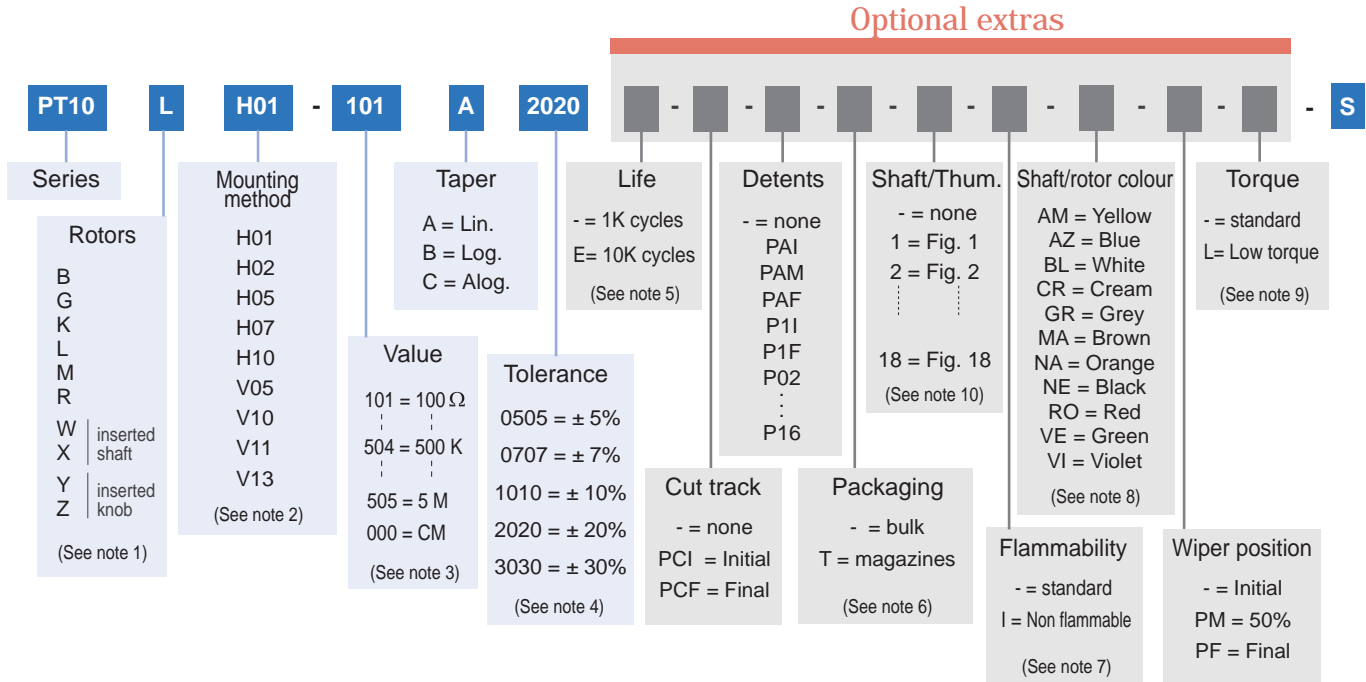 Optional extras
PT10 L H01 - 101 A 2020 - - - - - - - - - S
Series
Rotors
B
G
K
L
M
R
W
X
inserted
shaft
Y
Z
inserted
knob
(See note 1)
Mounting
method
H01
H02
H05
H07
H10
V05
V10
V11
V13
(See note 2)
Value
101 = 100 Ω
504 = 500 K
505 = 5 M
000 = CM
(See note 3)
Taper
A = Lin.
B = Log.
C = Alog.
Tolerance
0505 = ± 5%
0707 = ± 7%
1010 = ± 10%
2020 = ± 20%
3030 = ± 30%
(See note 4)
Life
- = 1K cycles
E= 10K cycles
(See note 5)
Cut track
- = none
PCI = Initial
PCF = Final
Detents
- = none
PAI
PAM
PAF
P1I
P1F
P02
P16
Packaging
- = bulk
T = magazines
(See note 6)
Shaft/Thum.
- = none
1 = Fig. 1
2 = Fig. 2
18 = Fig. 18
(See note 10)
Flammability
- = standard
I = Non flammable
(See note 7)
Shaft/rotor colour
AM = Yellow
AZ = Blue
BL = White
CR = Cream
GR = Grey
MA = Brown
NA = Orange
NE = Black
RO = Red
VE = Green
VI = Violet
(See note 8)
Wiper position
- = Initial
PM = 50%
PF = Final
Torque
- = standard
L= Low torque
(See note 9)